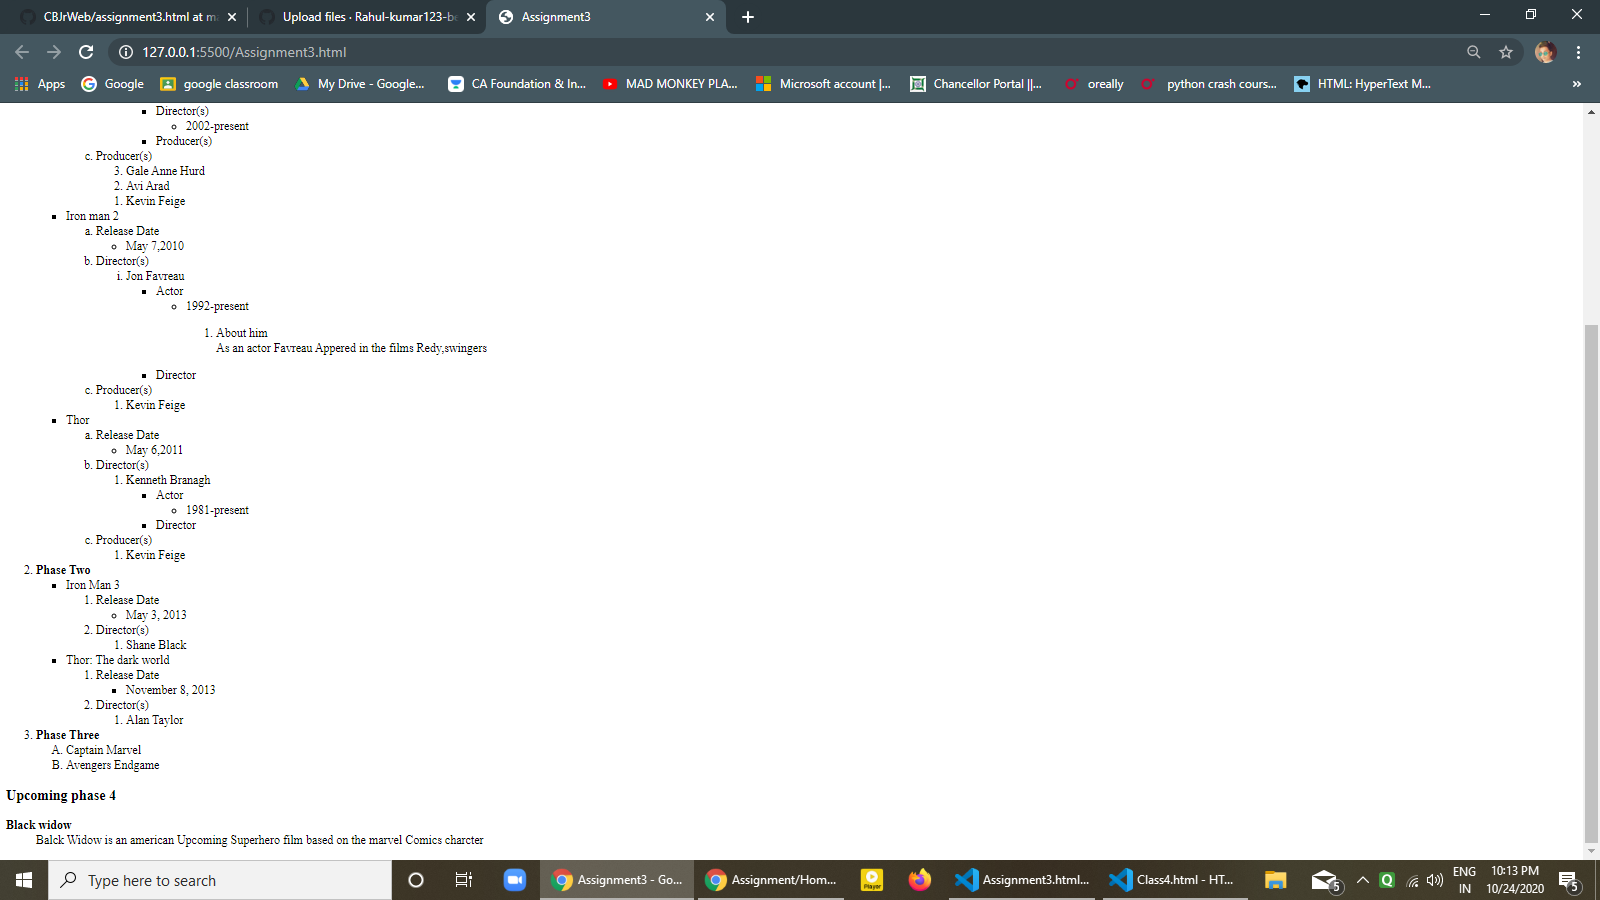 CBJrWeb/assignment3.html at ma
Upload files · Rahul-kumar123-be
Assignment3
127.0.0.1:5500/Assignment3.html
Apps
Google
google classroom
My Drive - Google...
CA Foundation & In...
MAD MONKEY PLA...
Microsoft account |...
Chancellor Portal ||...
oreally
python crash cours...
HTML: HyperText M...
»
▪ Director(s)
◦ 2002-present
▪ Producer(s)
c. Producer(s)
3. Gale Anne Hurd
2. Avi Arad
1. Kevin Feige
▪ Iron man 2
a. Release Date
◦ May 7,2010
b. Director(s)
i. Jon Favreau
▪ Actor
◦ 1992-present
1. About him
As an actor Favreau Appered in the films Redy,swingers
▪ Director
c. Producer(s)
1. Kevin Feige
▪ Thor
a. Release Date
◦ May 6,2011
b. Director(s)
1. Kenneth Branagh
▪ Actor
◦ 1981-present
▪ Director
c. Producer(s)
1. Kevin Feige
2. Phase Two
▪ Iron Man 3
1. Release Date
◦ May 3, 2013
2. Director(s)
1. Shane Black
▪ Thor: The dark world
1. Release Date
▪ November 8, 2013
2. Director(s)
1. Alan Taylor
3. Phase Three
A. Captain Marvel
B. Avengers Endgame
Upcoming phase 4
Black widow
Balck Widow is an american Upcoming Superhero film based on the marvel Comics charcter
Type here to search
Assignment3 - Go...
Assignment/Hom...
Player
Assignment3.html...
Class4.html - HT...
5
Q
ENG
IN
10:13 PM
10/24/2020
5